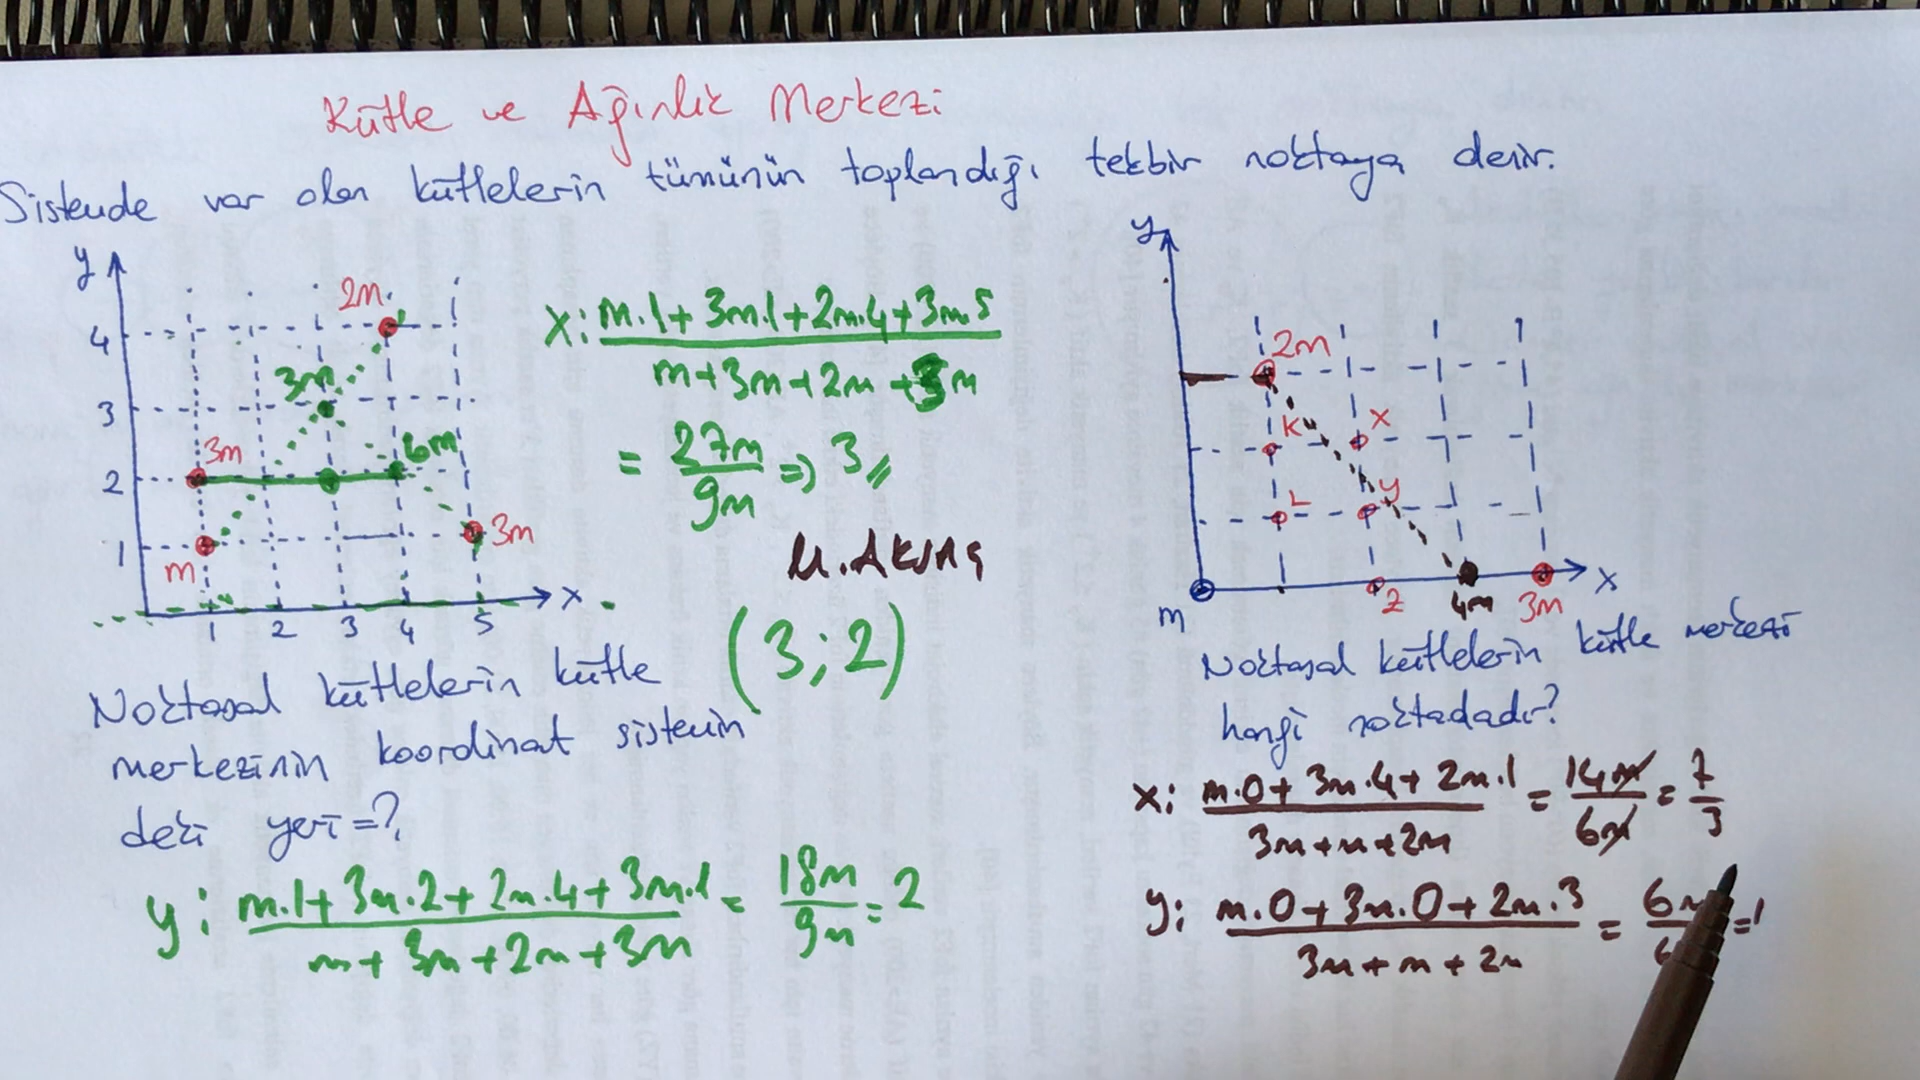 Kütle ve Ağırlık Merkezi
Sistemde var olan kütlelerin tümünün toplandığı tekbir noktaya denir.
y
4
3
2
1
1 2 3 4 5
x
2m
3m
3m
6m
m
3m
x: m.1+3m.1+2m.4+3m.5
m+3m+2m+3m
= 27m/9m => 3
M.AKINA
(3;2)
Noktasal kütlelerin kütle
merkezinin koordinat sistemin
deki yeri=?
y: m.1+3m.2+2m.4+3m.1 = 18m/9m = 2
m+3m+2m+3m
y
2m
K
X
L
Y
m
Z
4m
3m
x
Noktasal kütlelerin kütle merkezi
hangi noktadadır?
x: m.0+3m.4+2m.1 = 14m/6m = 7/3
3m+m+2m
y: m.0+3m.0+2m.3 = 6m =1
3m+m+2m